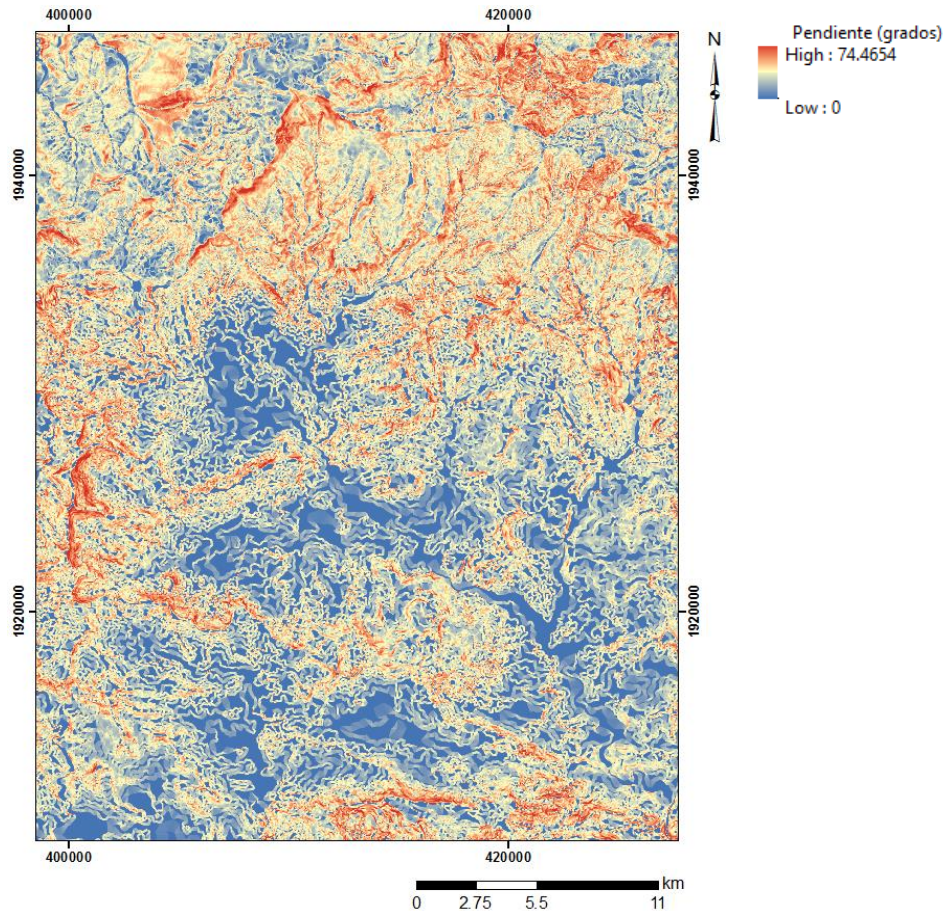 400000 420000
Pendiente (grados)
N
High : 74.4654
Low : 0
1940000 1940000
1920000 1920000
400000 420000
km
0 2.75 5.5 11